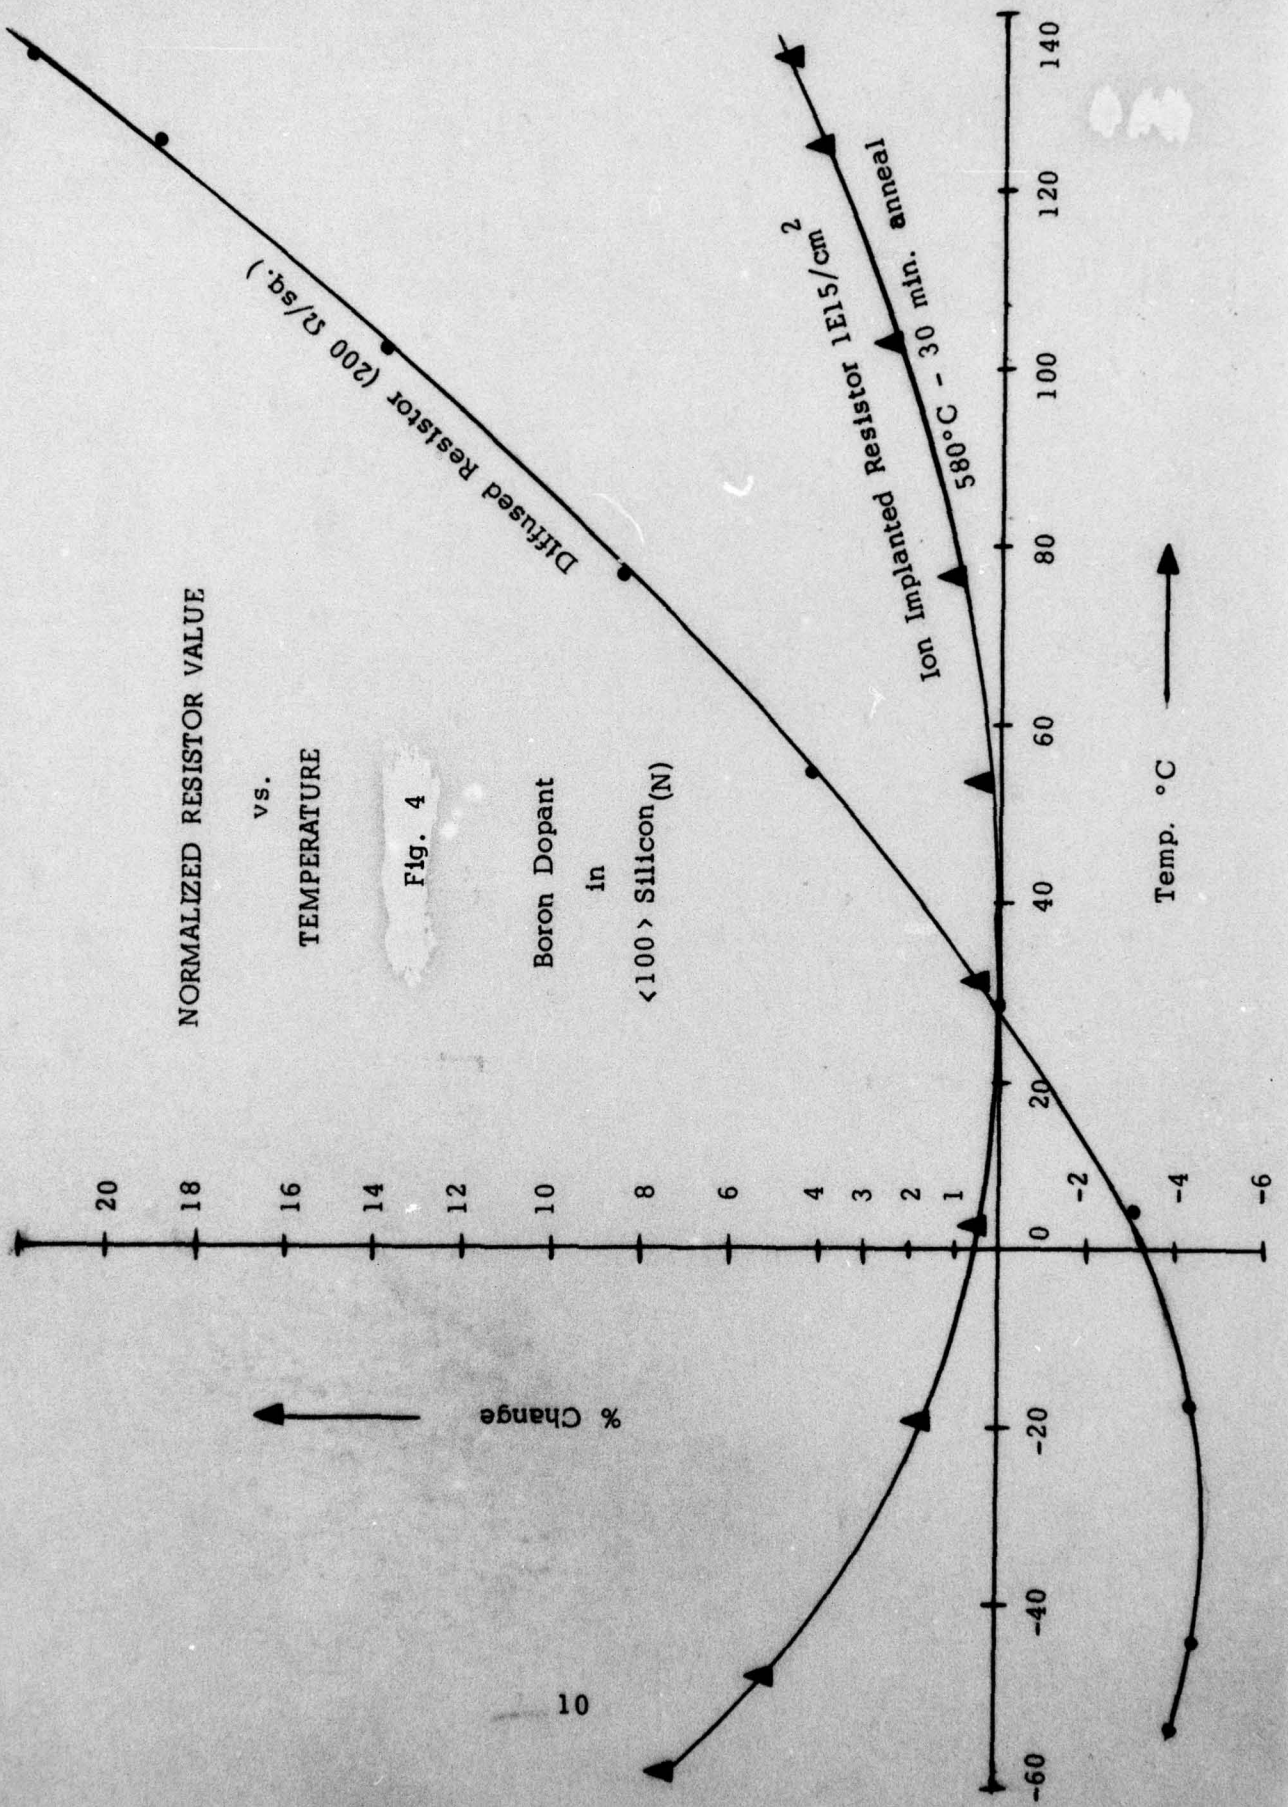 NORMALIZED RESISTOR VALUE
vs.
TEMPERATURE
Fig. 4
Boron Dopant
in
<100> Silicon(N)
% Change
20
18
16
14
12
10
8
6
4
3
2
1
0
-2
-4
-6
-60
-40
-20
20
40
60
80
100
120
140
Temp. °C
Diffused Resistor (200 Ω/sq.)
Ion Implanted Resistor 1E15/cm²
580°C - 30 min. anneal
10